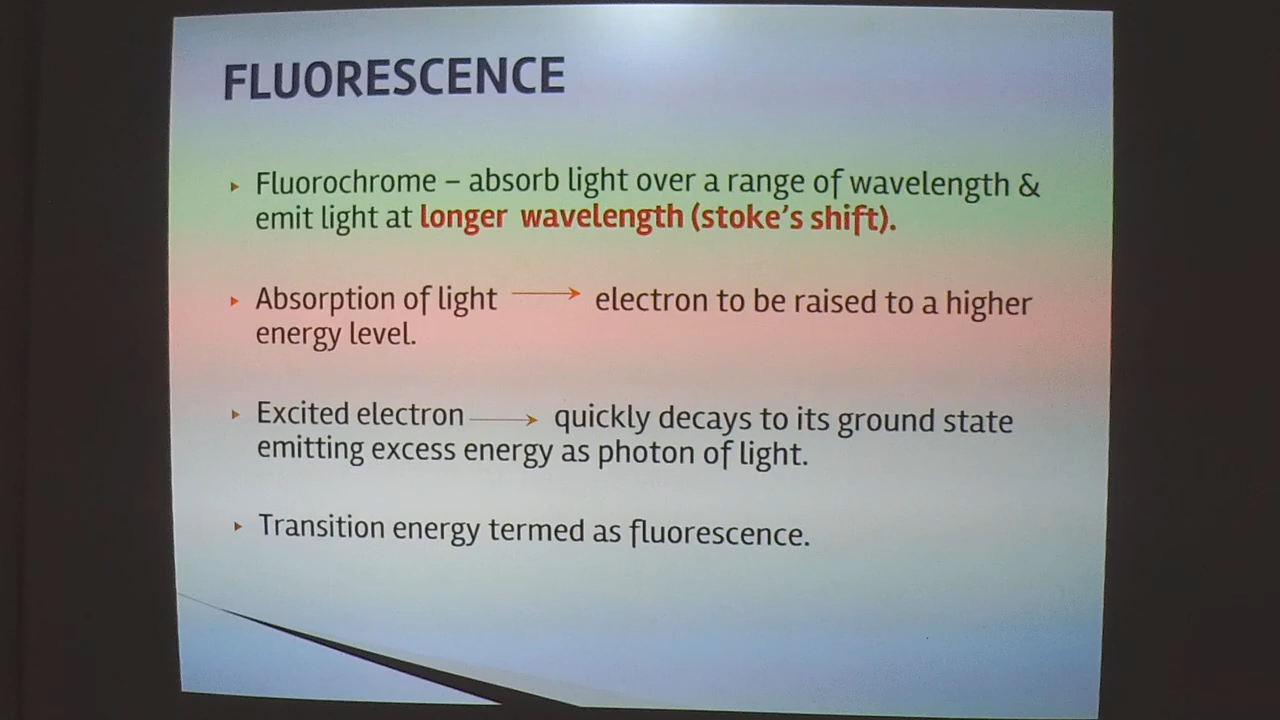 FLUORESCENCE
Fluorochrome – absorb light over a range of wavelength &
emit light at longer wavelength (stoke's shift).
Absorption of light → electron to be raised to a higher
energy level.
Excited electron → quickly decays to its ground state
emitting excess energy as photon of light.
Transition energy termed as fluorescence.